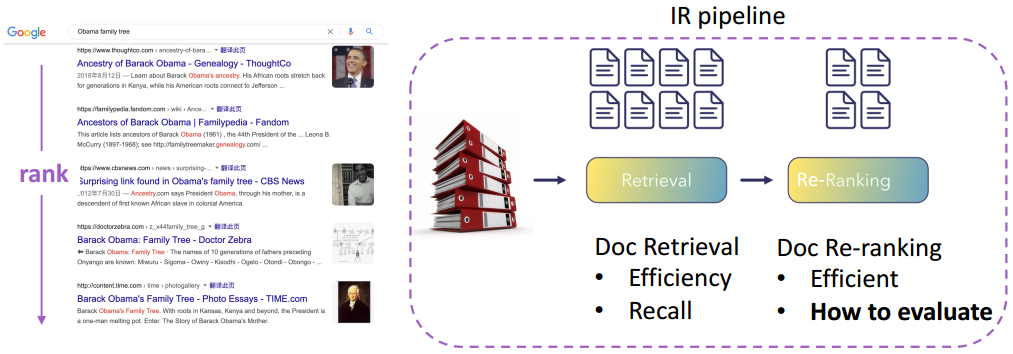 IR pipeline
Google
Obama family tree
https://www.thoughtco.com › ancestry-of-bara... 翻译此页
Ancestry of Barack Obama - Genealogy - ThoughtCo
2018年8月12日 — Learn about Barack Obama's ancestry. His African roots stretch back
for generations in Kenya, while his American roots connect to Jefferson ...
https://familypedia.fandom.com › wiki › Ance... 翻译此页
Ancestors of Barack Obama | Familypedia - Fandom
This article lists ancestors of Barack Obama (1961) , the 44th President of the ... Leona B.
McCurry (1897-1968); see http://familytreemaker.genealogy.com/ ...
rank
ttps://www.cbsnews.com › news › surprising-... 翻译此页
Surprising link found in Obama's family tree - CBS News
012年7月30日 — Ancestry.com says President Obama, through his mother, is a
descendent of first known African slave in colonial America.
https://doctorzebra.com › z_x44family_tree_g 翻译此页
Barack Obama: Family Tree - Doctor Zebra
Barack Obama: Family Tree · The names of 10 generations of fathers preceding
Onyango are known: Miwuru - Sigoma - Owiny - Kisodhi - Ogelo - Otondi - Obongo - ...
http://content.time.com › time › photogallery 翻译此页
Barack Obama's Family Tree - Photo Essays - TIME.com
Barack Obama's Family Tree. With roots in Kansas, Kenya and beyond, the President is
a one-man melting pot. Enter. The Story of Barack Obama's Mother.
Retrieval
Re-Ranking
Doc Retrieval
• Efficiency
• Recall
Doc Re-ranking
• Efficient
• How to evaluate